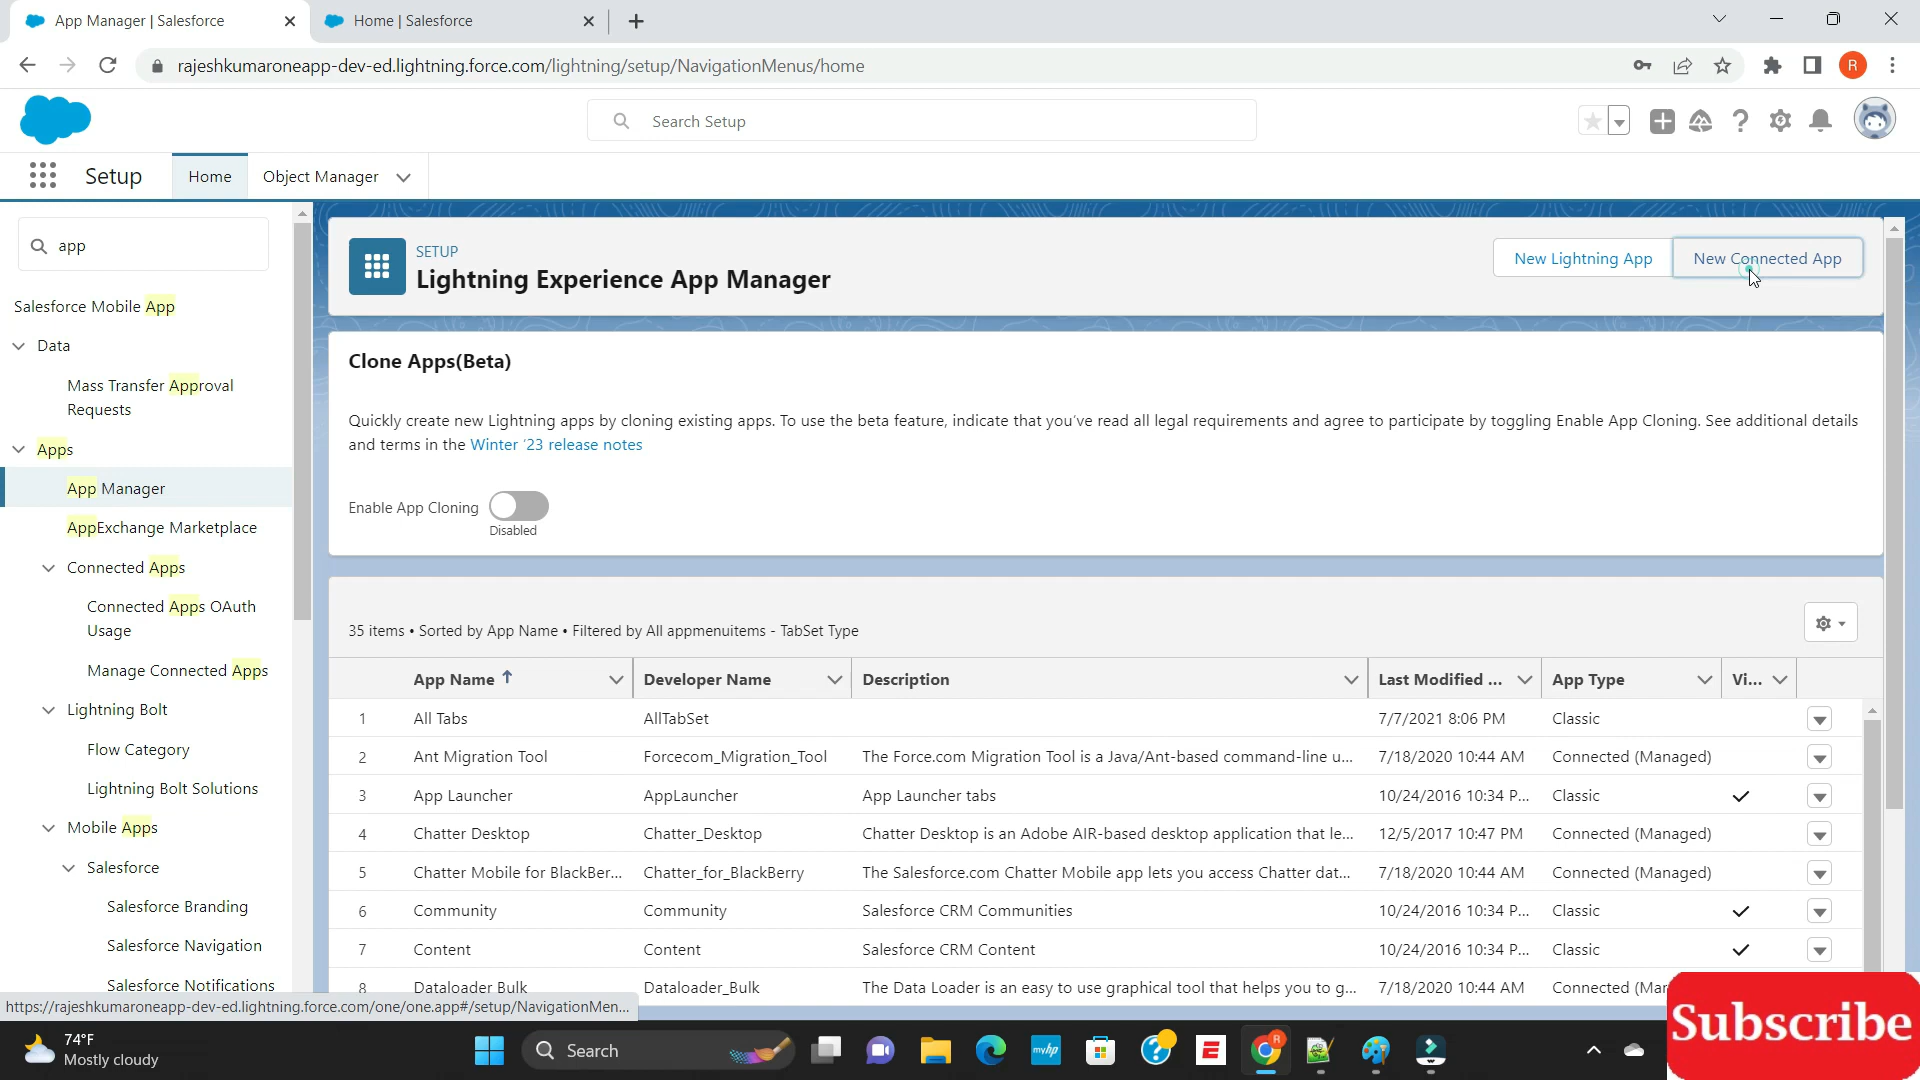 App Manager | Salesforce
Home | Salesforce
rajeshkumaroneapp-dev-ed.lightning.force.com/lightning/setup/NavigationMenus/home
R
Search Setup
Setup
Home
Object Manager
app
SETUP
Lightning Experience App Manager
New Lightning App
New Connected App
Salesforce Mobile App
Data
Mass Transfer Approval
Requests
Apps
App Manager
AppExchange Marketplace
Connected Apps
Connected Apps OAuth
Usage
Manage Connected Apps
Lightning Bolt
Flow Category
Lightning Bolt Solutions
Mobile Apps
Salesforce
Salesforce Branding
Salesforce Navigation
Salesforce Notifications
Clone Apps(Beta)
Quickly create new Lightning apps by cloning existing apps. To use the beta feature, indicate that you've read all legal requirements and agree to participate by toggling Enable App Cloning. See additional details
and terms in the Winter '23 release notes
Enable App Cloning
Disabled
35 items • Sorted by App Name • Filtered by All appmenuitems - TabSet Type
App Name Developer Name Description Last Modified ... App Type Vi...
1 All Tabs AllTabSet 7/7/2021 8:06 PM Classic
2 Ant Migration Tool Forcecom_Migration_Tool The Force.com Migration Tool is a Java/Ant-based command-line u... 7/18/2020 10:44 AM Connected (Managed)
3 App Launcher AppLauncher App Launcher tabs 10/24/2016 10:34 P... Classic
4 Chatter Desktop Chatter_Desktop Chatter Desktop is an Adobe AIR-based desktop application that le... 12/5/2017 10:47 PM Connected (Managed)
5 Chatter Mobile for BlackBer... Chatter_for_BlackBerry The Salesforce.com Chatter Mobile app lets you access Chatter dat... 7/18/2020 10:44 AM Connected (Managed)
6 Community Community Salesforce CRM Communities 10/24/2016 10:34 P... Classic
7 Content Content Salesforce CRM Content 10/24/2016 10:34 P... Classic
8 Dataloader Bulk Dataloader_Bulk The Data Loader is an easy to use graphical tool that helps you to g... 7/18/2020 10:44 AM Connected (Mar
https://rajeshkumaroneapp-dev-ed.lightning.force.com/one/one.app#/setup/NavigationMen...
Subscribe
74°F
Mostly cloudy
Search
myhp
R